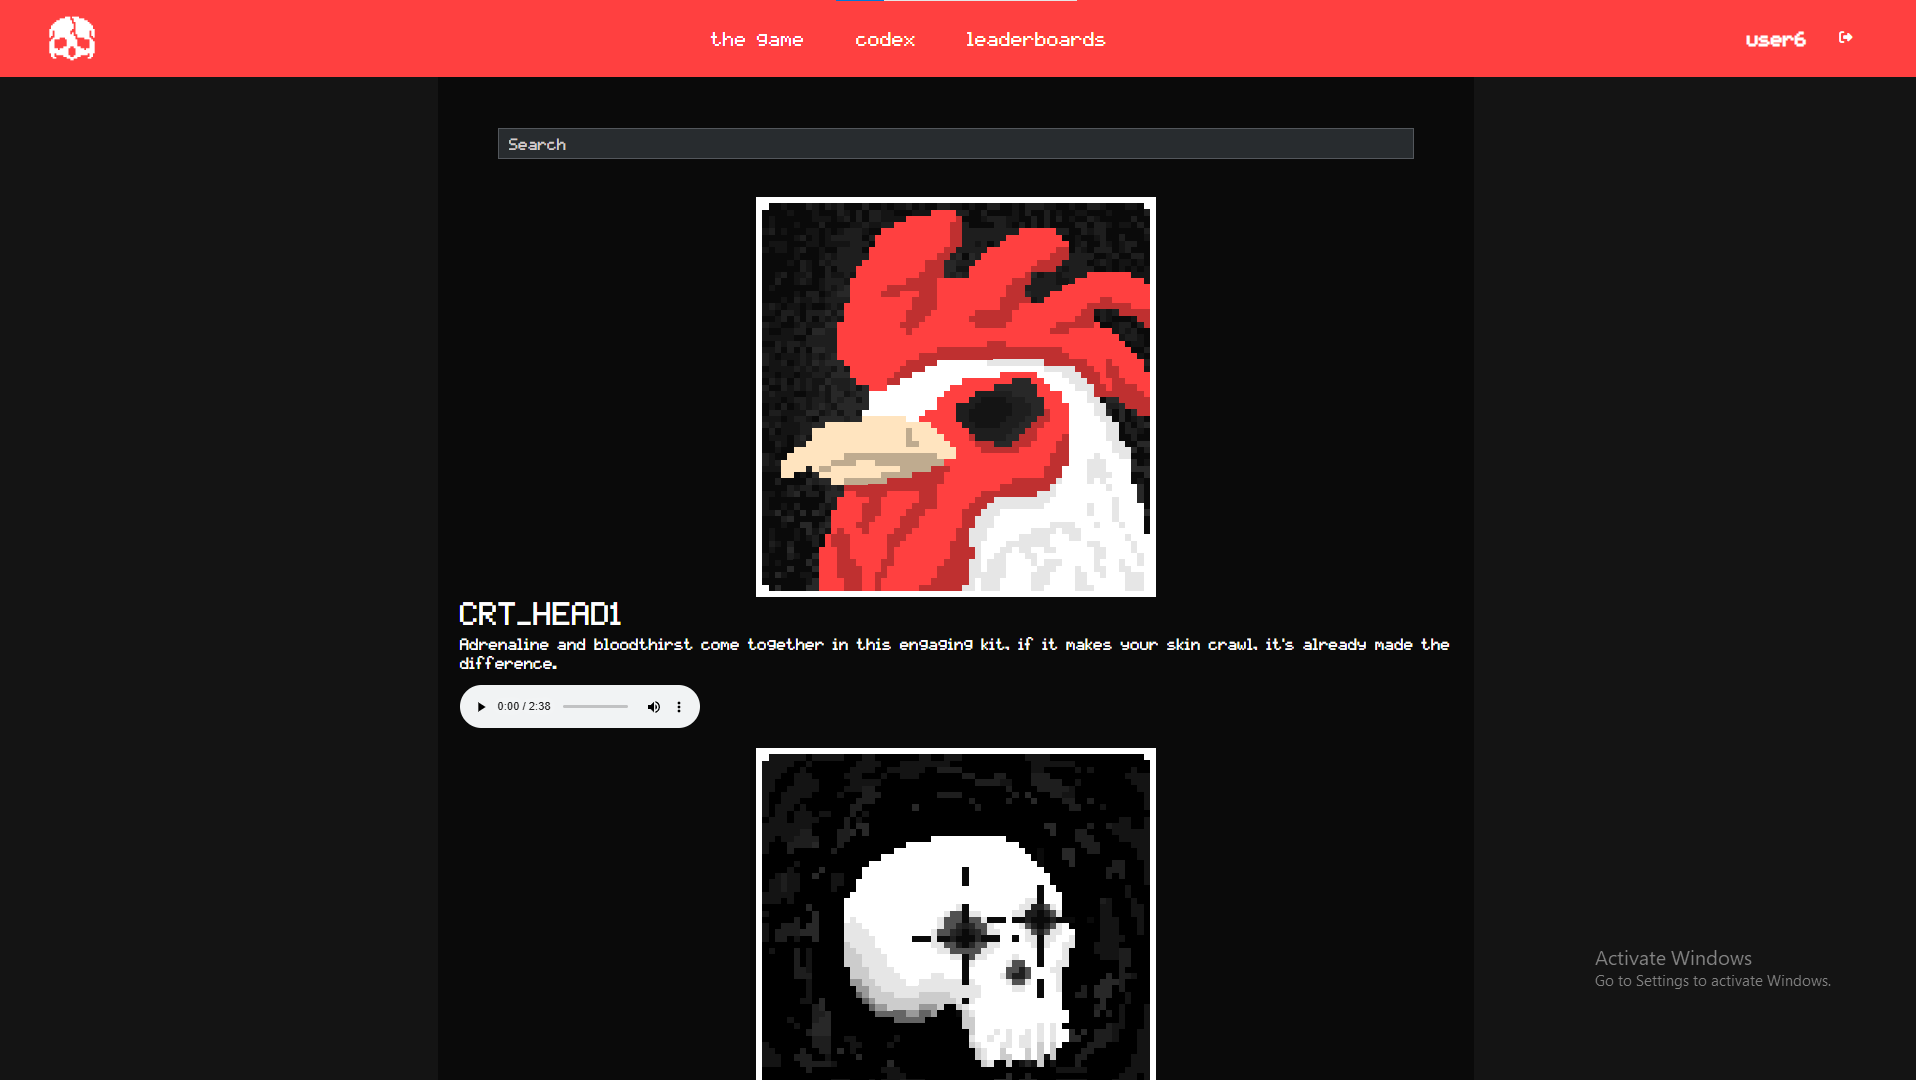 the game codex leaderboards user6
Search
CRT_HEAD1
Adrenaline and bloodthirst come together in this engaging kit. if it makes your skin crawl, it's already made the
difference.
0:00 / 2:38
Activate Windows
Go to Settings to activate Windows.